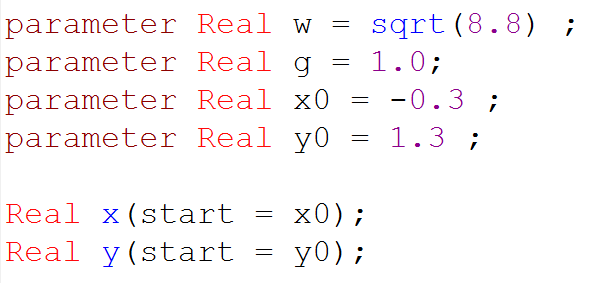 parameter Real w = sqrt(8.8) ;
parameter Real g = 1.0;
parameter Real x0 = -0.3 ;
parameter Real y0 = 1.3 ;
Real x(start = x0);
Real y(start = y0);